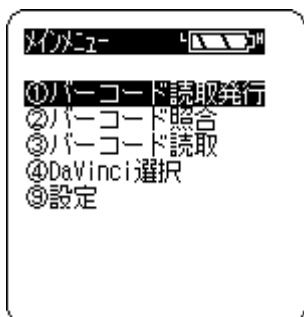 ﾒｲﾝﾒﾆｭｰ L H
①バーコード読取発行
②バーコード照合
③バーコード読取
④DaVinci選択
⑨設定